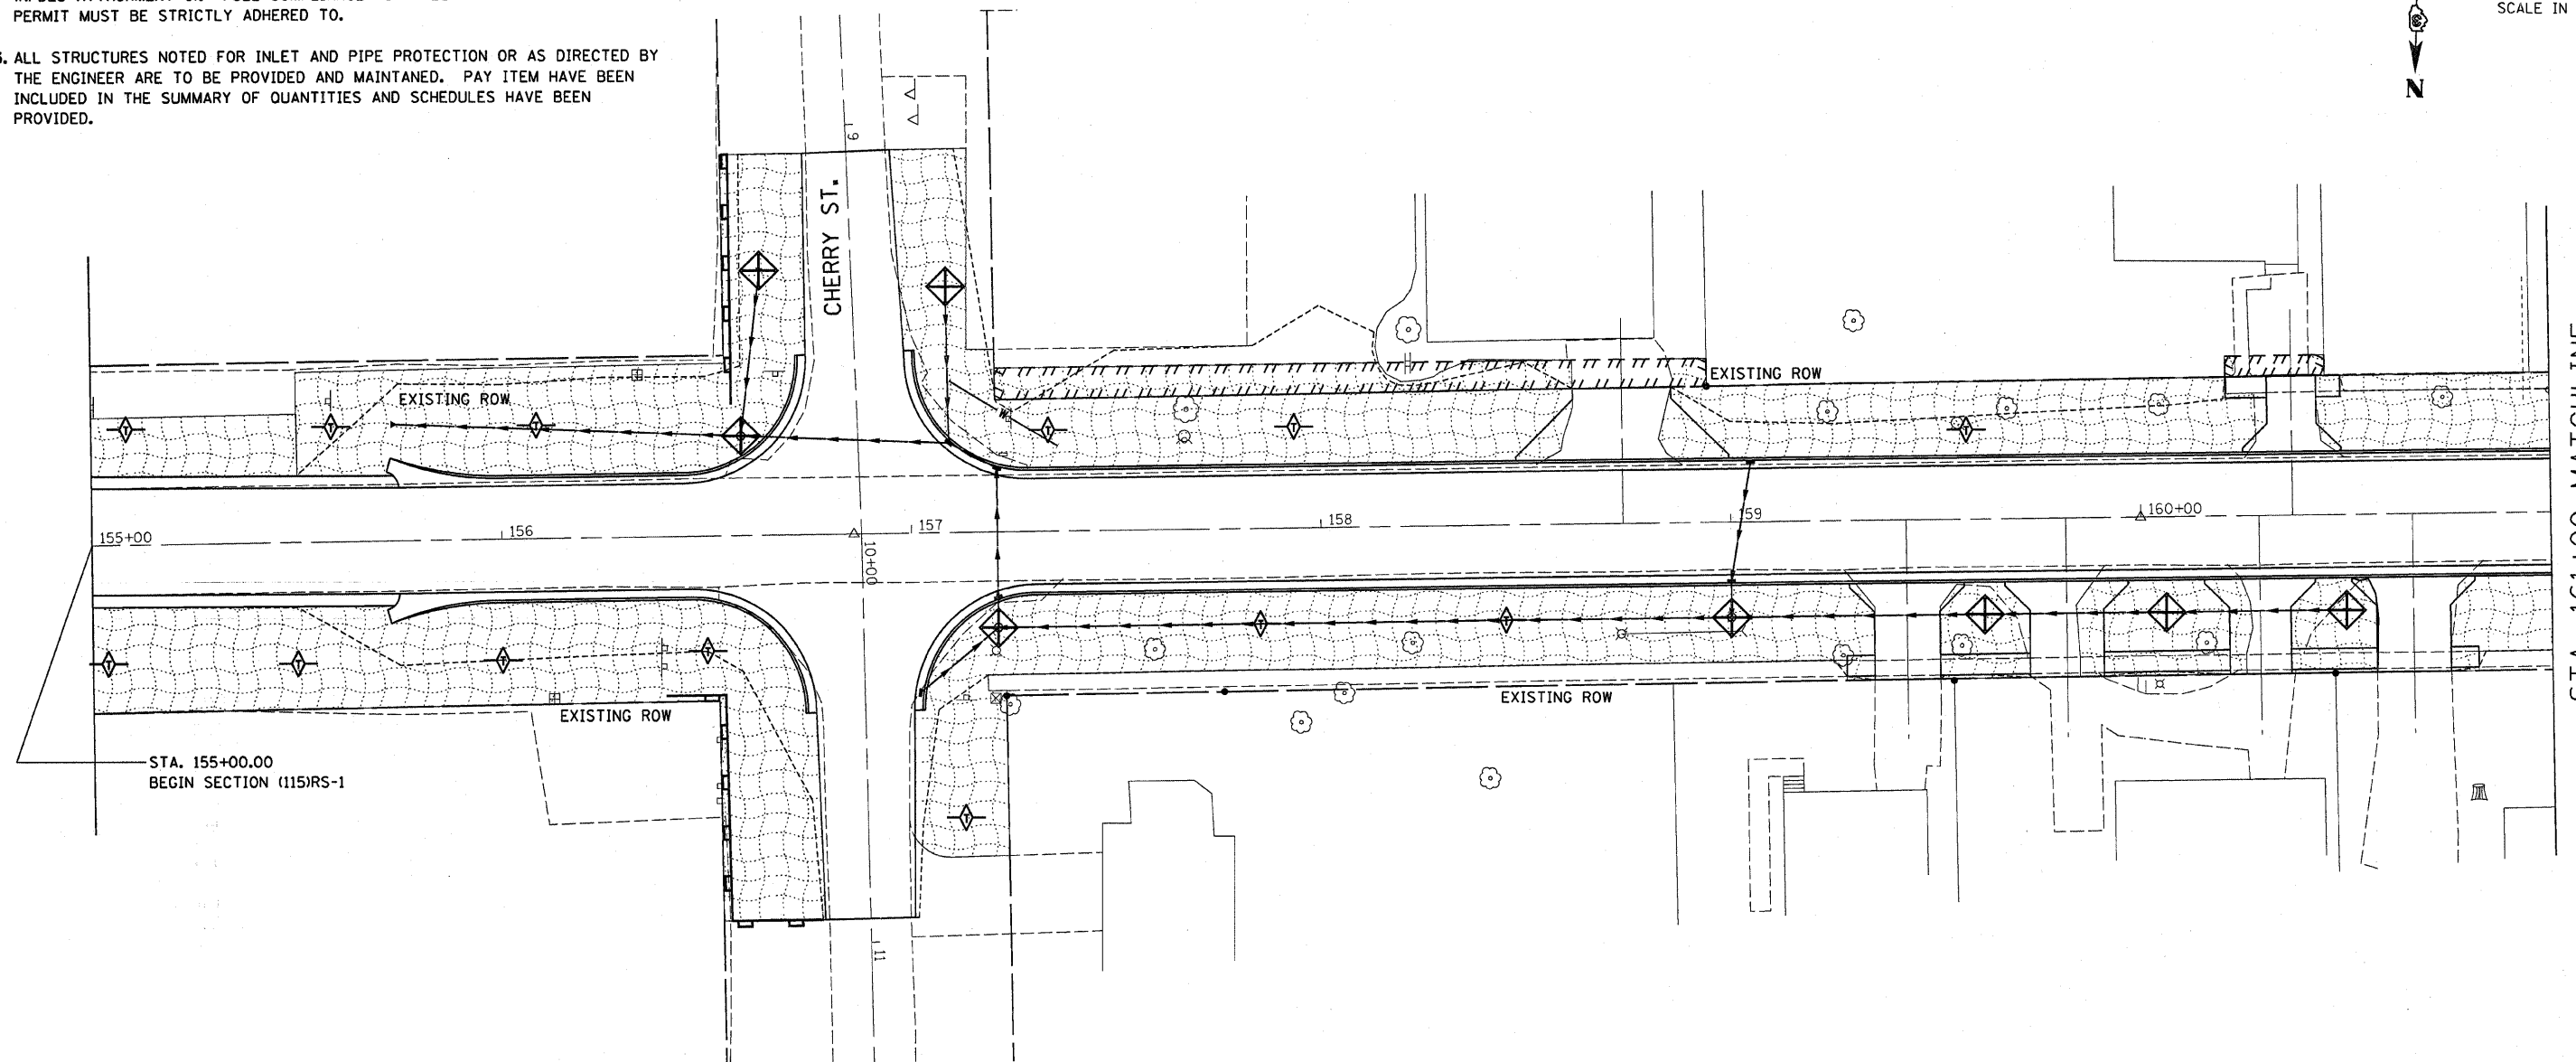 PERMIT MUST BE STRICTLY ADHERED TO.
ALL STRUCTURES NOTED FOR INLET AND PIPE PROTECTION OR AS DIRECTED BY
THE ENGINEER ARE TO BE PROVIDED AND MAINTANED. PAY ITEM HAVE BEEN
INCLUDED IN THE SUMMARY OF QUANTITIES AND SCHEDULES HAVE BEEN
PROVIDED.
SCALE IN
N
9
CHERRY ST.
EXISTING ROW
EXISTING ROW
T
T
T
T
T
T
155+00
156
157
158
159
160+00
10+00
T
T
T
T
T
T
EXISTING ROW
EXISTING ROW
STA. 155+00.00
BEGIN SECTION (115)RS-1
T
11